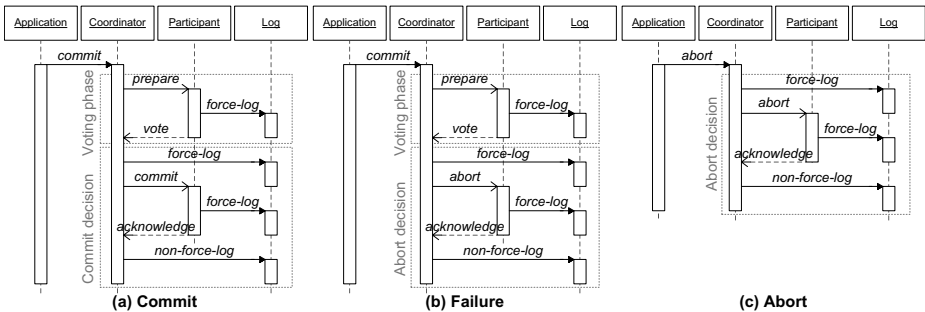 Application Coordinator Participant Log Application Coordinator Participant Log Application Coordinator Participant Log
commit commit abort
Voting phase
prepare
force-log
vote
Commit decision
force-log
commit
force-log
acknowledge
non-force-log
Voting phase
prepare
force-log
vote
Abort decision
force-log
abort
force-log
acknowledge
non-force-log
Abort decision
force-log
abort
force-log
acknowledge
non-force-log
(a) Commit (b) Failure (c) Abort